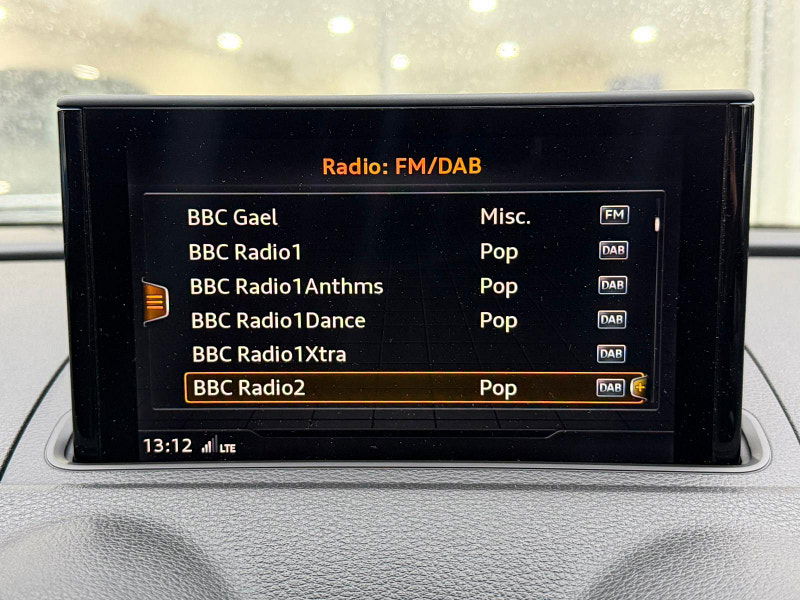 Radio: FM/DAB
BBC Gael Misc. FM
BBC Radio1 Pop DAB
BBC Radio1Anthms Pop DAB
BBC Radio1Dance Pop DAB
BBC Radio1Xtra DAB
BBC Radio2 Pop DAB
13:12 LTE